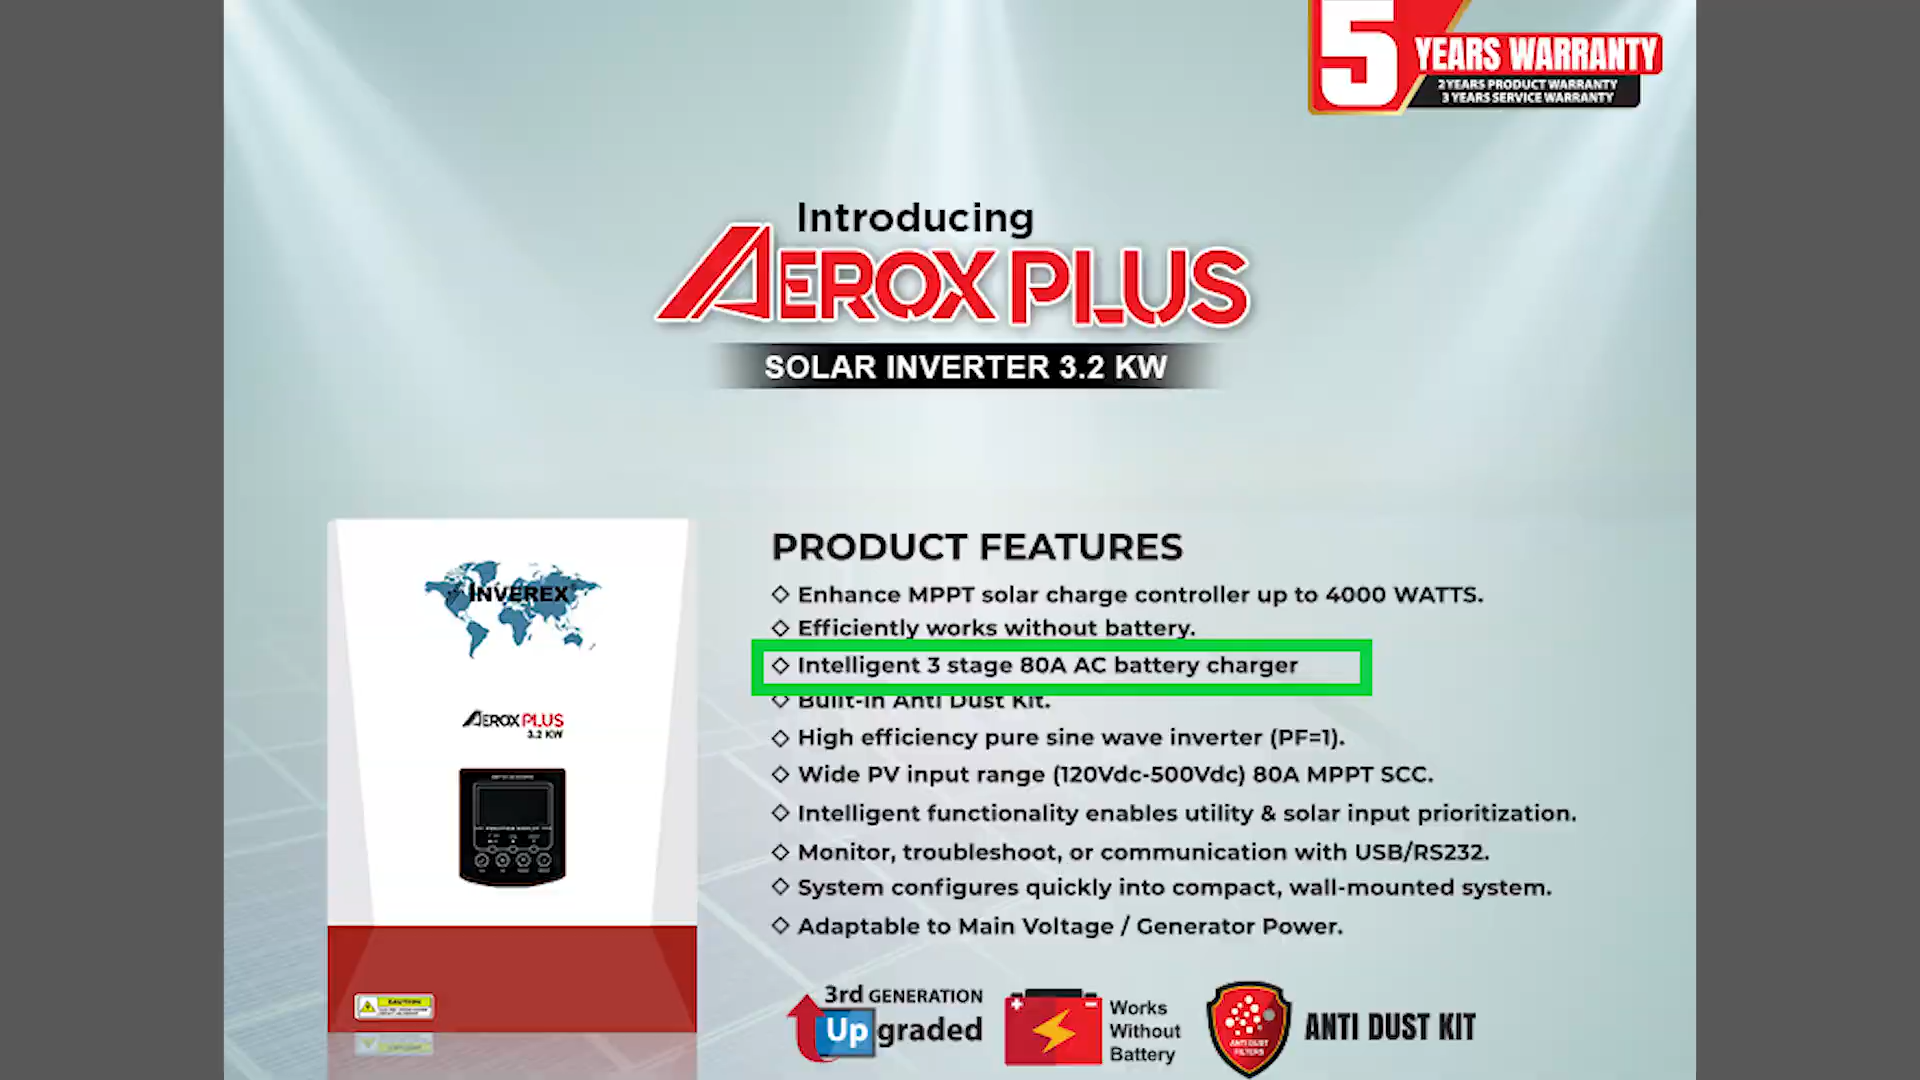 5 YEARS WARRANTY
2 YEARS PRODUCT WARRANTY
3 YEARS SERVICE WARRANTY
Introducing
AEROX PLUS
SOLAR INVERTER 3.2 KW
INVEREX
AEROX PLUS
3.2 KW
CAUTION
PRODUCT FEATURES
◇ Enhance MPPT solar charge controller up to 4000 WATTS.
◇ Efficiently works without battery.
◇ Intelligent 3 stage 80A AC battery charger
◇ Built-in Anti Dust Kit.
◇ High efficiency pure sine wave inverter (PF=1).
◇ Wide PV input range (120Vdc-500Vdc) 80A MPPT SCC.
◇ Intelligent functionality enables utility & solar input prioritization.
◇ Monitor, troubleshoot, or communication with USB/RS232.
◇ System configures quickly into compact, wall-mounted system.
◇ Adaptable to Main Voltage / Generator Power.
3rd GENERATION
Upgraded
Works
Without
Battery
ANTI DUST
FILTERS
ANTI DUST KIT